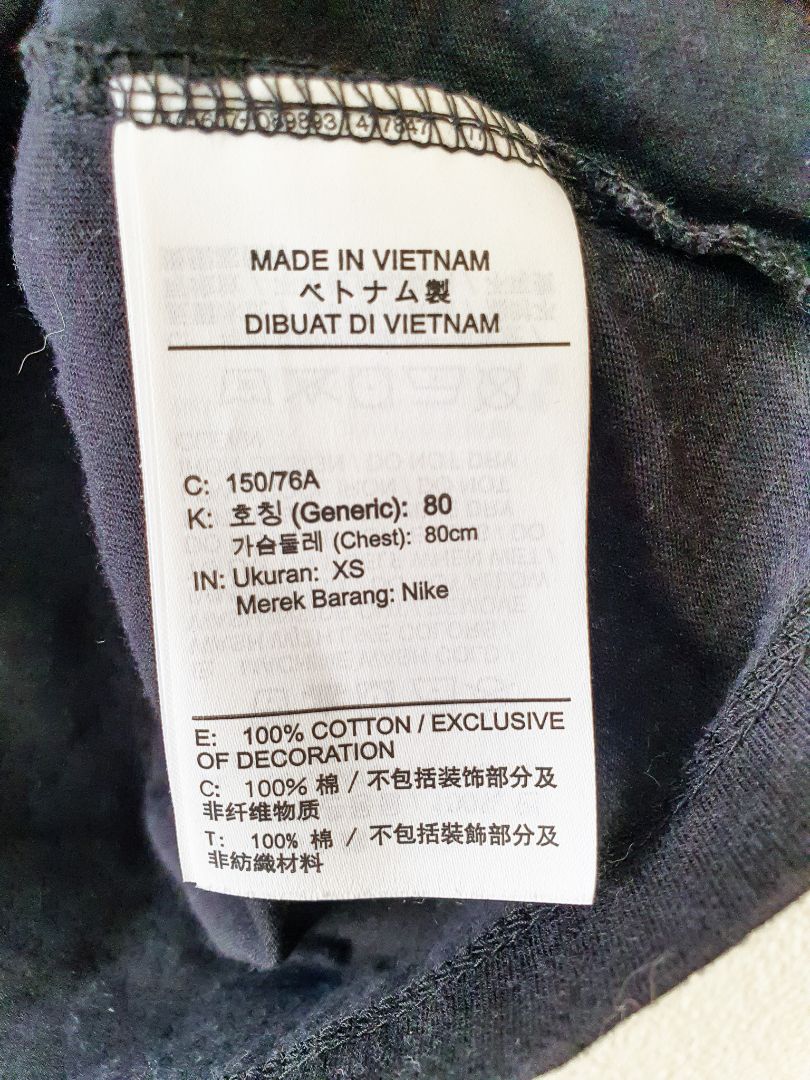 MADE IN VIETNAM
ベトナム製
DIBUAT DI VIETNAM
C: 150/76A
K: 호칭 (Generic): 80
가슴둘레 (Chest): 80cm
IN: Ukuran: XS
Merek Barang: Nike
E: 100% COTTON / EXCLUSIVE
OF DECORATION
C: 100% 棉 / 不包括装饰部分及
非纤维物质
T: 100% 棉 / 不包括裝飾部分及
非紡織材料